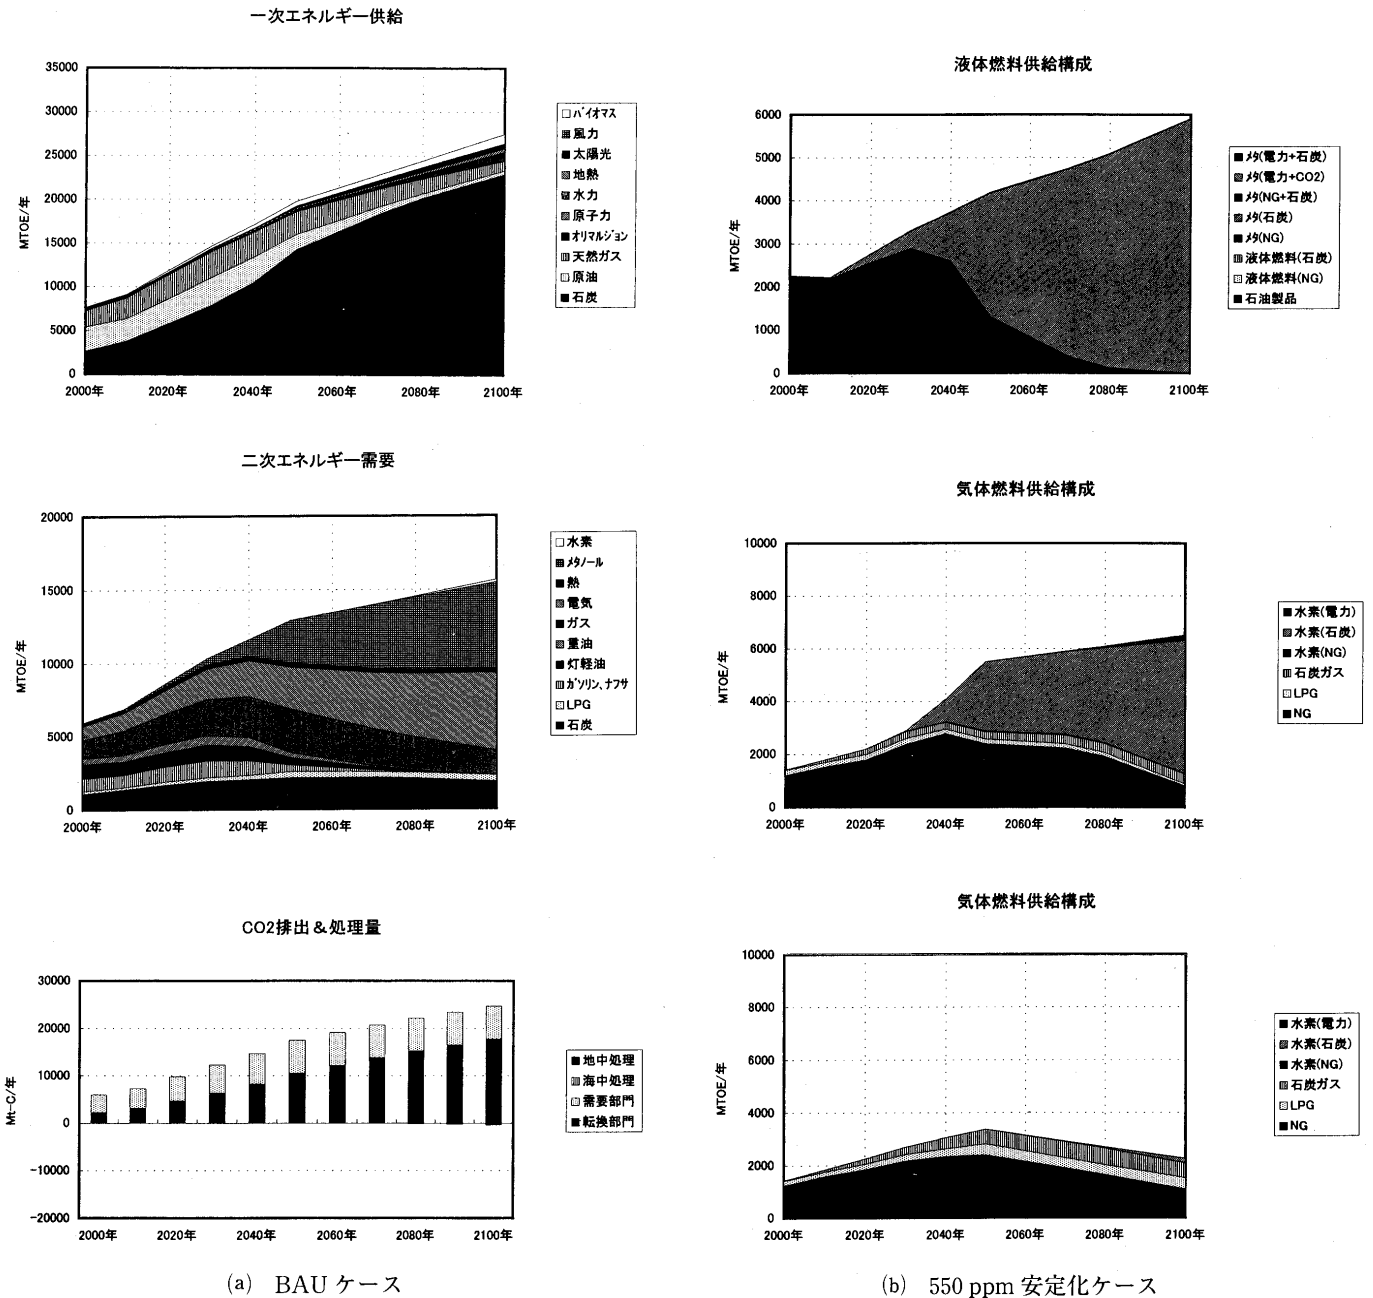 一次エネルギー供給
35000
30000
25000
20000
15000
10000
5000
0
MTOE/年
2000年 2020年 2040年 2060年 2080年 2100年
バイオマス
風力
太陽光
地熱
水力
原子力
オリマルジョン
天然ガス
原油
石炭
二次エネルギー需要
20000
15000
10000
5000
0
MTOE/年
2000年 2020年 2040年 2060年 2080年 2100年
水素
メタノール
熱
電気
ガス
重油
灯軽油
ガソリン、ナフサ
LPG
石炭
CO2排出&処理量
30000
20000
10000
0
-10000
-20000
Mt-C/年
2000年 2020年 2040年 2060年 2080年 2100年
地中処理
海中処理
需要部門
転換部門
(a) BAU ケース
液体燃料供給構成
6000
5000
4000
3000
2000
1000
0
MTOE/年
2000年 2020年 2040年 2060年 2080年 2100年
メタ(電力+石炭)
メタ(電力+CO2)
メタ(NG+石炭)
メタ(石炭)
メタ(NG)
液体燃料(石炭)
液体燃料(NG)
石油製品
気体燃料供給構成
10000
8000
6000
4000
2000
0
MTOE/年
2000年 2020年 2040年 2060年 2080年 2100年
水素(電力)
水素(石炭)
水素(NG)
石炭ガス
LPG
NG
気体燃料供給構成
10000
8000
6000
4000
2000
0
MTOE/年
2000年 2020年 2040年 2060年 2080年 2100年
水素(電力)
水素(石炭)
水素(NG)
石炭ガス
LPG
NG
(b) 550 ppm 安定化ケース